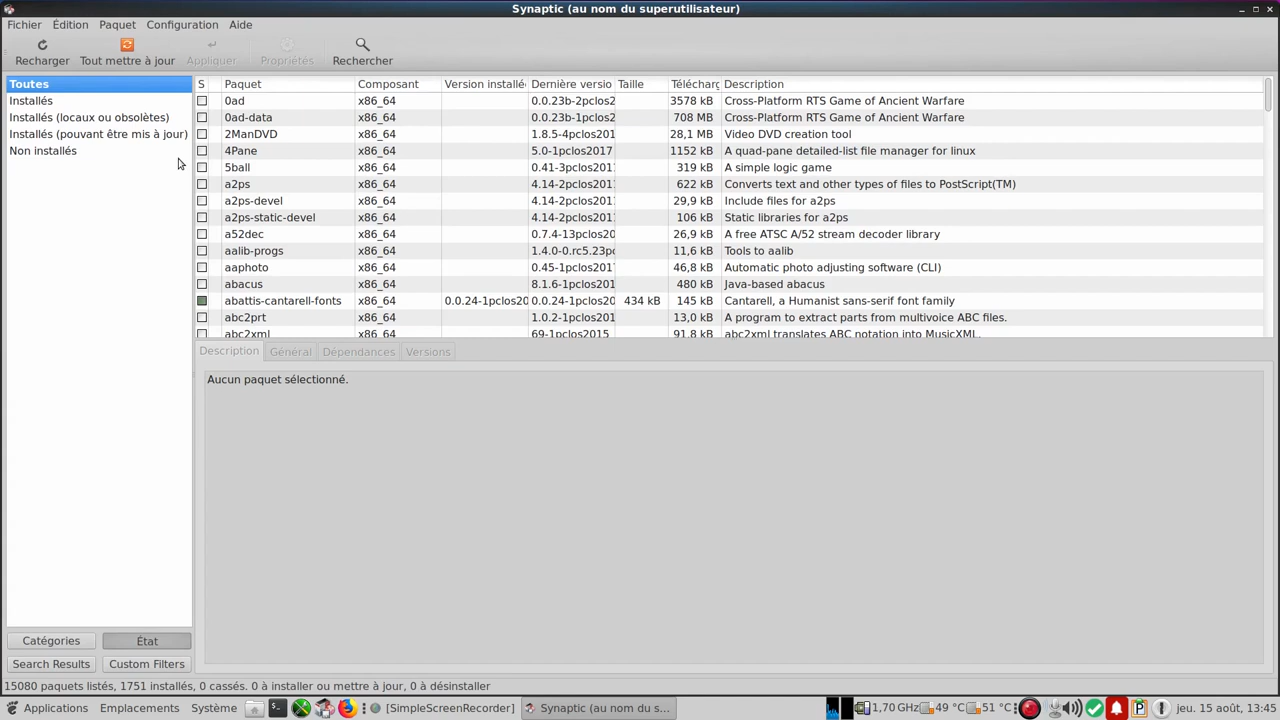 Synaptic (au nom du superutilisateur)
Fichier Édition Paquet Configuration Aide
Recharger Tout mettre à jour Appliquer Propriétés Rechercher
Toutes
Installés
Installés (locaux ou obsolètes)
Installés (pouvant être mis à jour)
Non installés
S Paquet Composant Version installé Dernière versio Taille Télécharg Description
0ad x86_64 0.0.23b-2pclos2 3578 kB Cross-Platform RTS Game of Ancient Warfare
0ad-data x86_64 0.0.23b-1pclos2 708 MB Cross-Platform RTS Game of Ancient Warfare
2ManDVD x86_64 1.8.5-4pclos201 28,1 MB Video DVD creation tool
4Pane x86_64 5.0-1pclos2017 1152 kB A quad-pane detailed-list file manager for linux
5ball x86_64 0.41-3pclos201 319 kB A simple logic game
a2ps x86_64 4.14-2pclos201 622 kB Converts text and other types of files to PostScript(TM)
a2ps-devel x86_64 4.14-2pclos201 29,9 kB Include files for a2ps
a2ps-static-devel x86_64 4.14-2pclos201 106 kB Static libraries for a2ps
a52dec x86_64 0.7.4-13pclos20 26,9 kB A free ATSC A/52 stream decoder library
aalib-progs x86_64 1.4.0-0.rc5.23pc 11,6 kB Tools to aalib
aaphoto x86_64 0.45-1pclos201 46,8 kB Automatic photo adjusting software (CLI)
abacus x86_64 8.1.6-1pclos201 480 kB Java-based abacus
abattis-cantarell-fonts x86_64 0.0.24-1pclos20 0.0.24-1pclos20 434 kB 145 kB Cantarell, a Humanist sans-serif font family
abc2prt x86_64 1.0.2-1pclos201 13,0 kB A program to extract parts from multivoice ABC files.
abc2xml x86_64 69-1pclos2015 91,8 kB abc2xml translates ABC notation into MusicXML.
Description Général Dépendances Versions
Aucun paquet sélectionné.
Catégories État
Search Results Custom Filters
15080 paquets listés, 1751 installés, 0 cassés. 0 à installer ou mettre à jour, 0 à désinstaller
Applications Emplacements Système [SimpleScreenRecorder] Synaptic (au nom du s... 1,70 GHz 49 °C 51 °C jeu. 15 août, 13:45